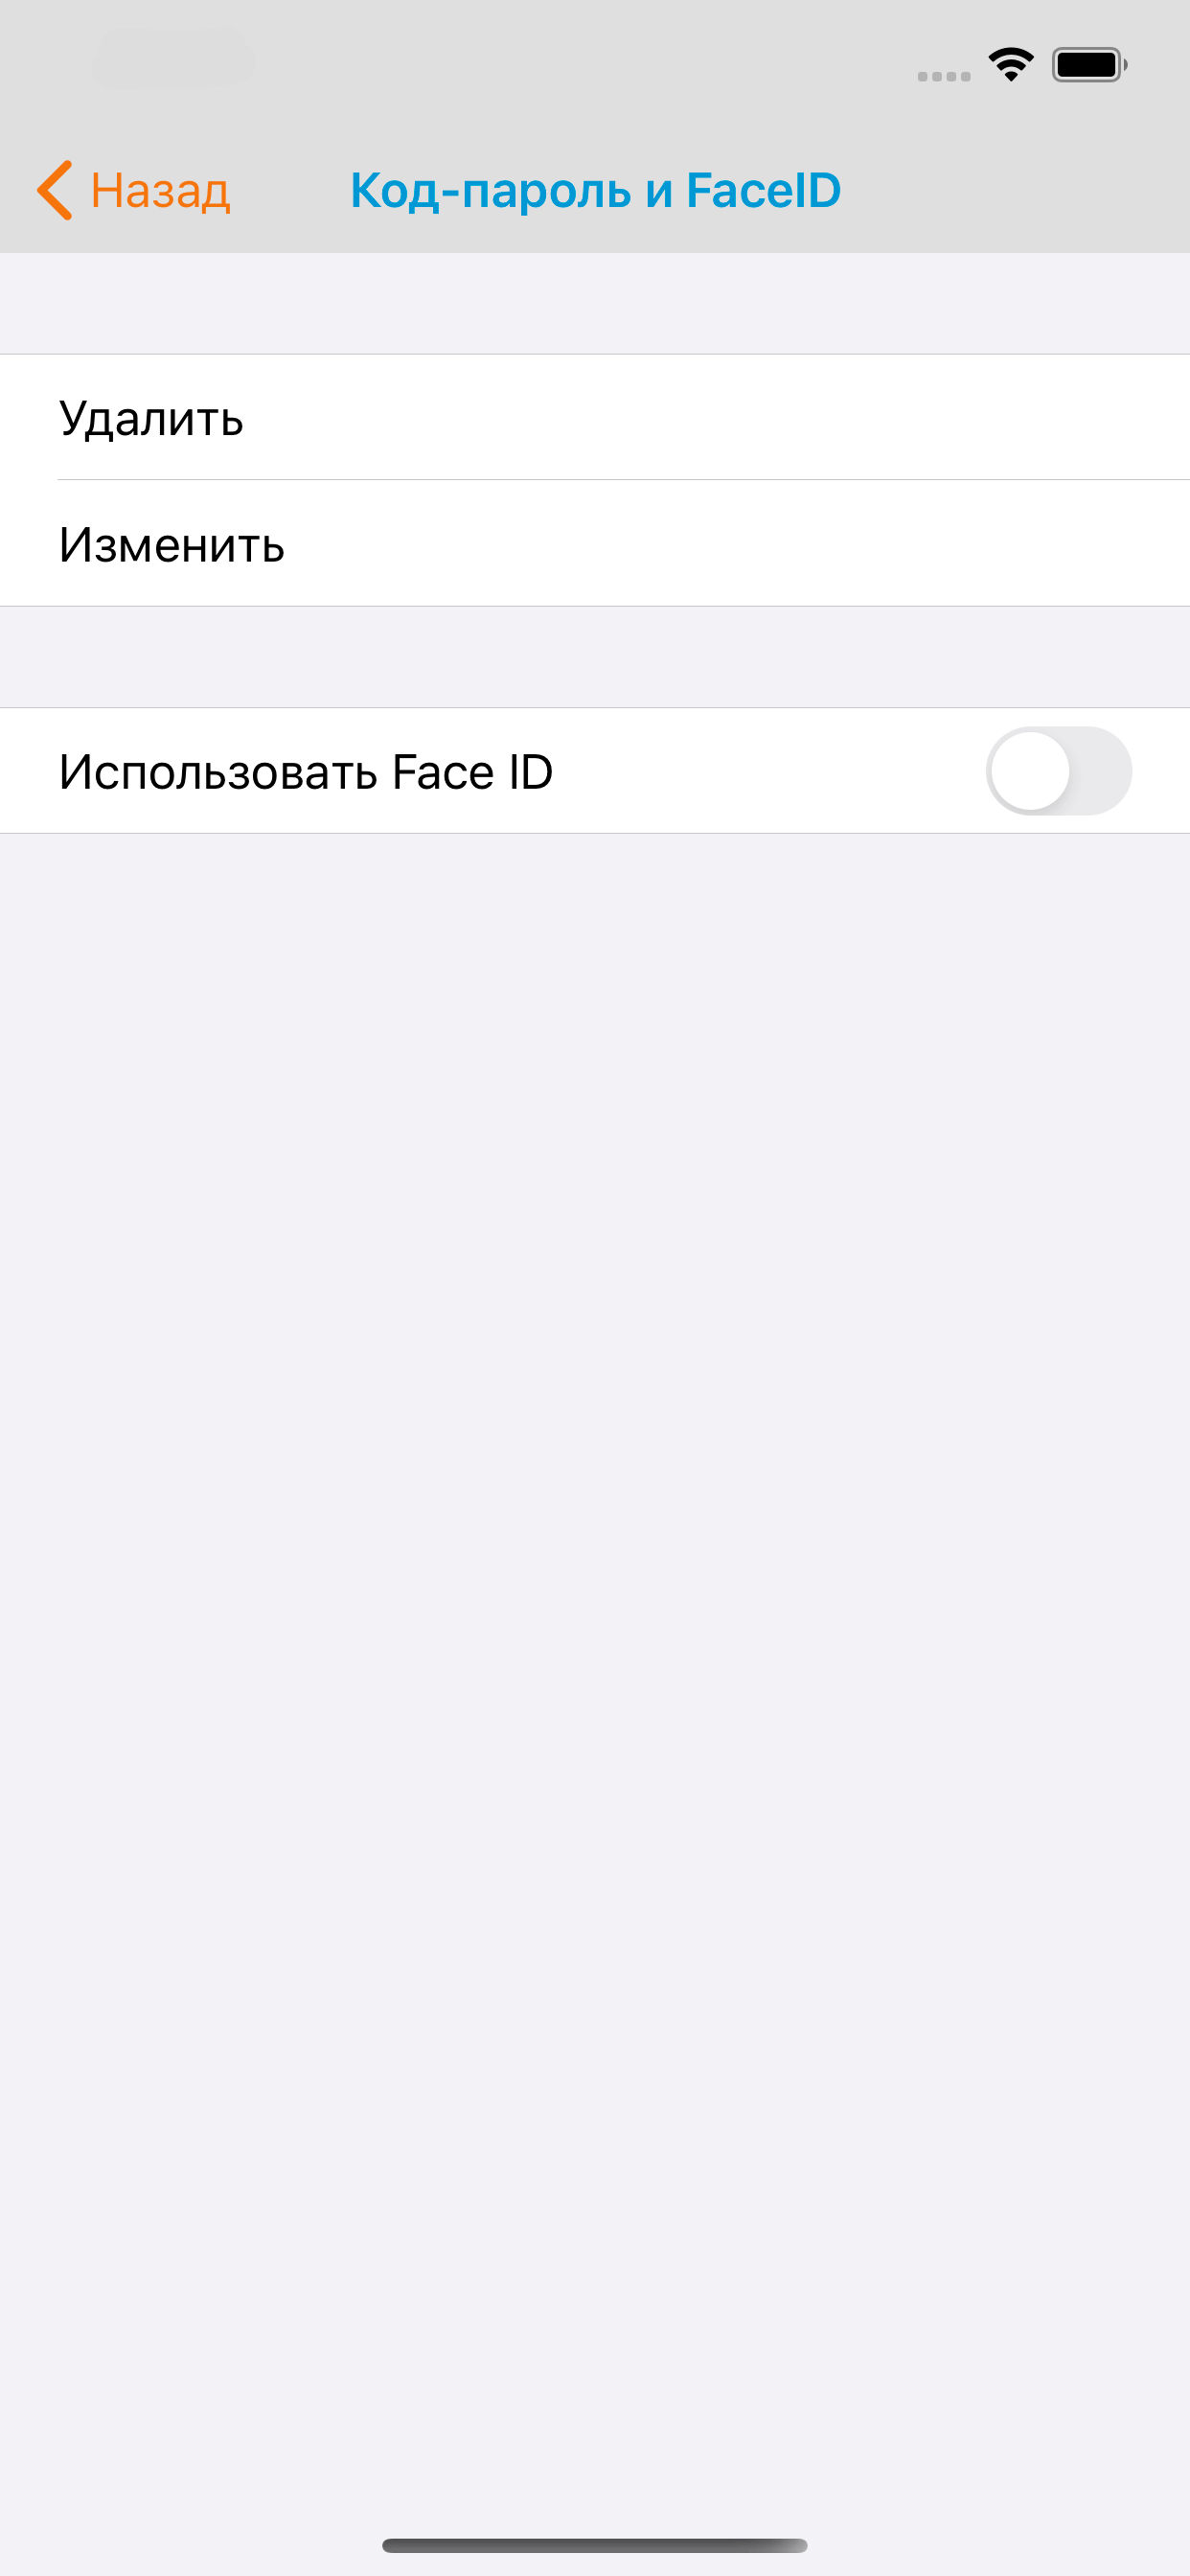 Назад
Код-пароль и FaceID
Удалить
Изменить
Использовать Face ID